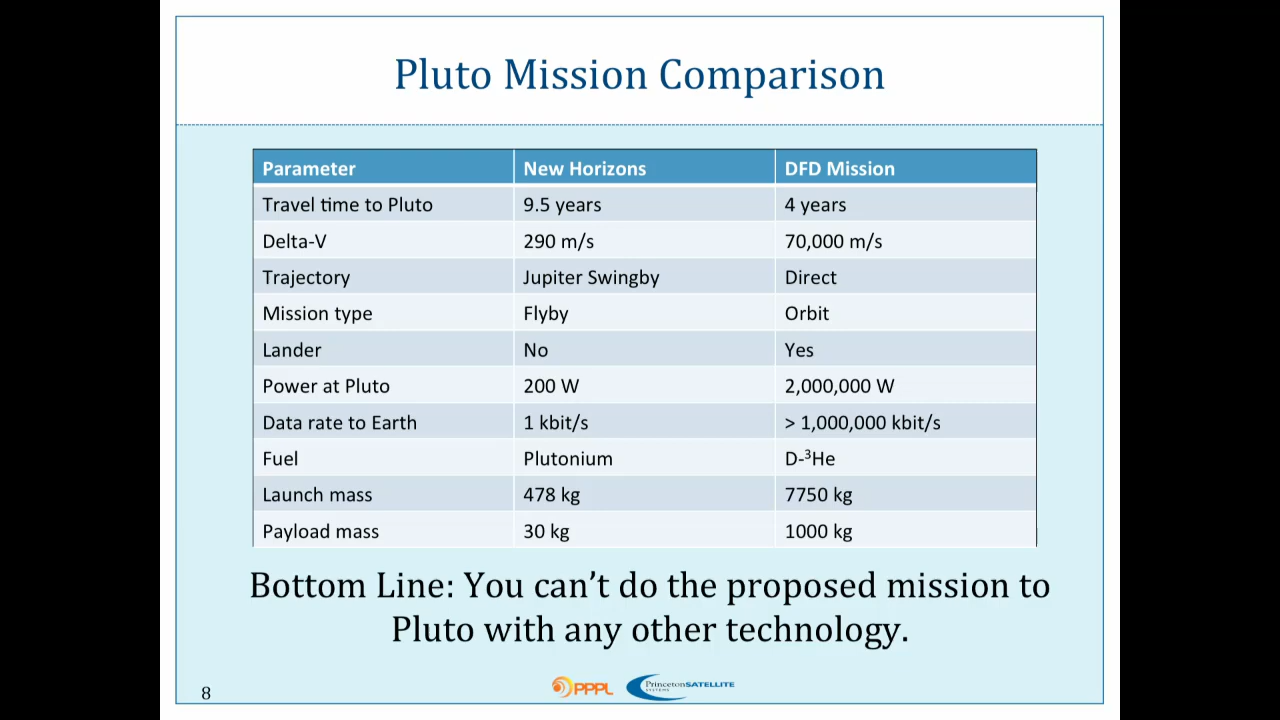 Pluto Mission Comparison
Parameter New Horizons DFD Mission
Travel time to Pluto 9.5 years 4 years
Delta-V 290 m/s 70,000 m/s
Trajectory Jupiter Swingby Direct
Mission type Flyby Orbit
Lander No Yes
Power at Pluto 200 W 2,000,000 W
Data rate to Earth 1 kbit/s > 1,000,000 kbit/s
Fuel Plutonium D-³He
Launch mass 478 kg 7750 kg
Payload mass 30 kg 1000 kg
Bottom Line: You can’t do the proposed mission to
Pluto with any other technology.
8 PPPL Princeton SATELLITE
SYSTEMS